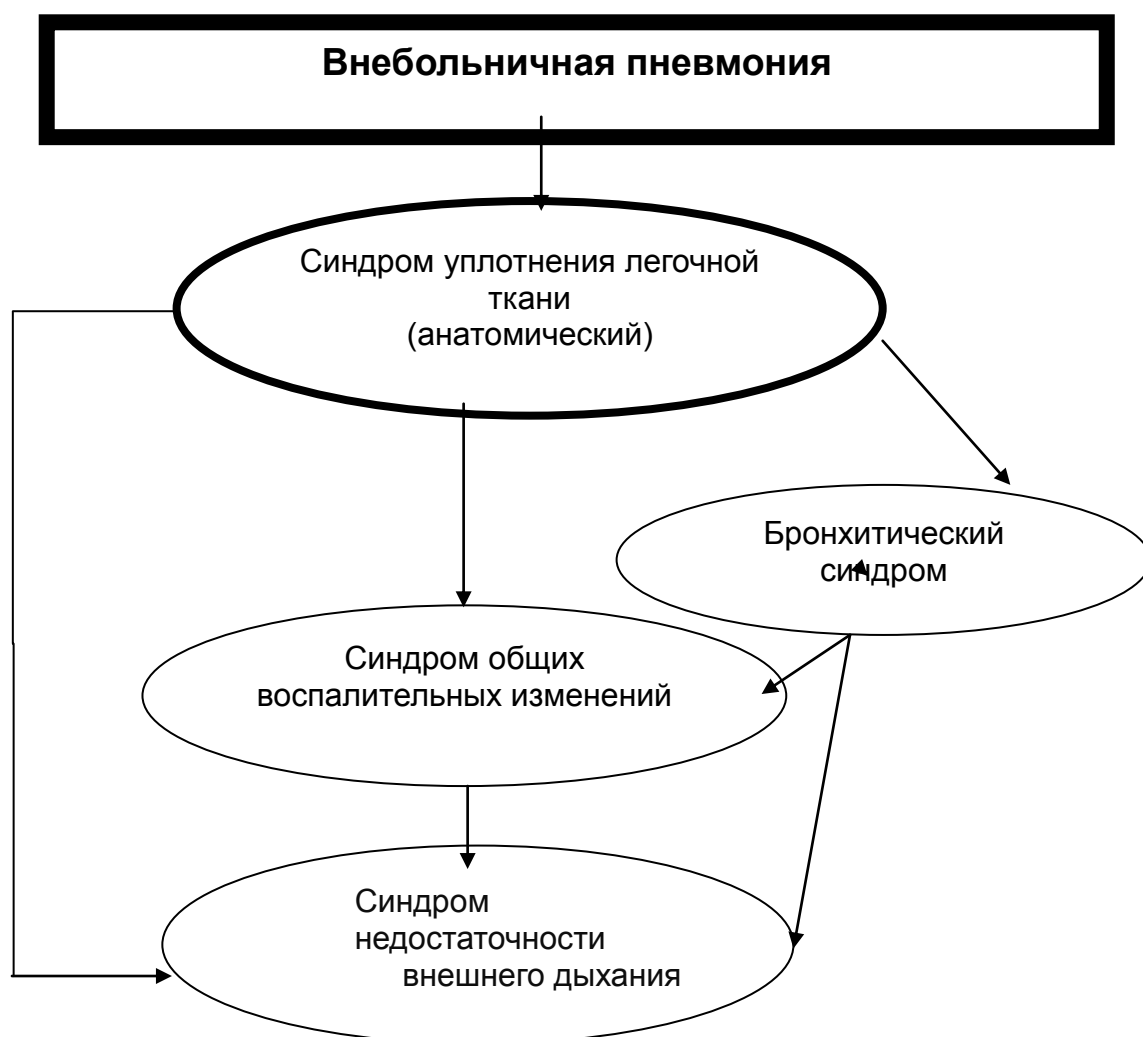 Внебольничная пневмония
Синдром уплотнения легочной
ткани
(анатомический)
Бронхитический
синдром
Синдром общих
воспалительных изменений
Синдром
недостаточности
внешнего дыхания